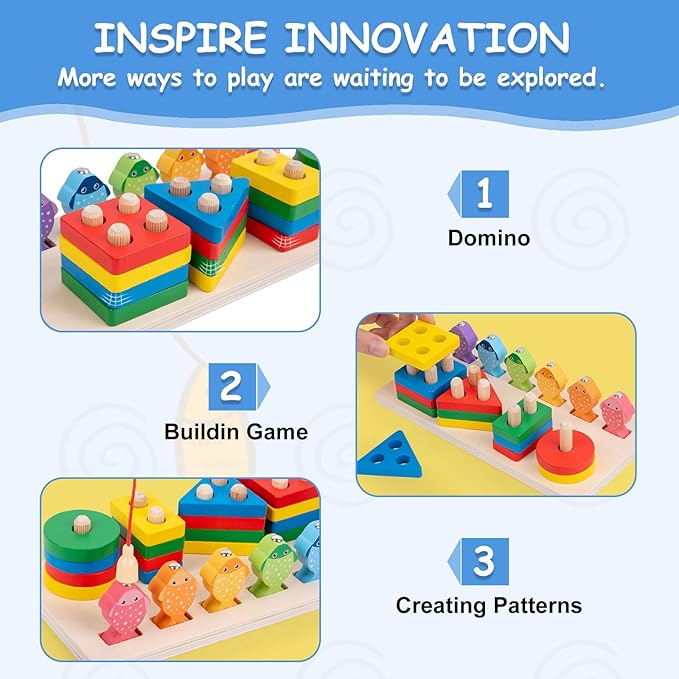 INSPIRE INNOVATION
More ways to play are waiting to be explored.
1
Domino
2
Buildin Game
3
Creating Patterns